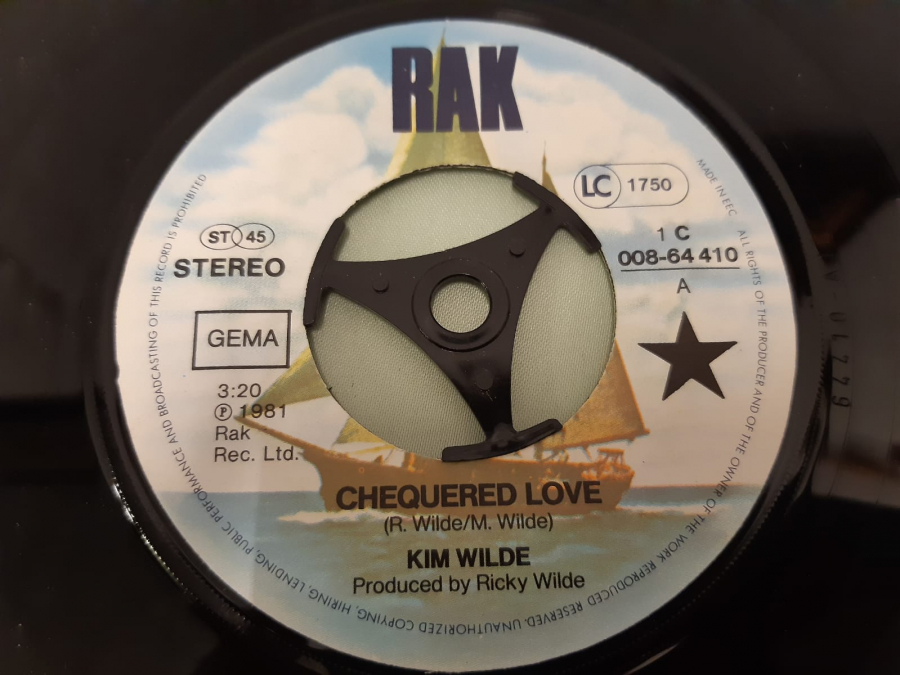 RAK
LC 1750
ST 45
STEREO
1 C
008-64 410
A
GEMA
3:20
Ⓟ 1981
Rak
Rec. Ltd.
CHEQUERED LOVE
(R. Wilde/M. Wilde)
KIM WILDE
Produced by Ricky Wilde
MADE IN EEC ALL RIGHTS OF THE PRODUCER AND OF THE OWNER OF THE WORK REPRODUCED RESERVED. UNAUTHORIZED COPYING, HIRING, LENDING, PUBLIC PERFORMANCE AND BROADCASTING OF THIS RECORD IS PROHIBITED